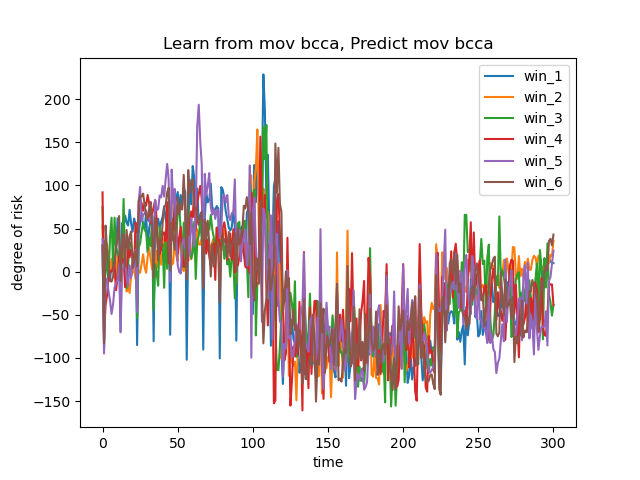 Learn from mov bcca, Predict mov bcca
degree of risk
200
150
100
50
0
−50
−100
−150
win_1
win_2
win_3
win_4
win_5
win_6
0 50 100 150 200 250 300
time